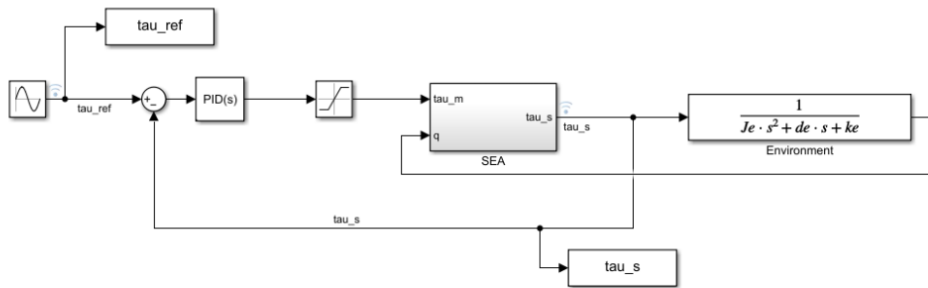 tau_ref
tau_ref
+
−
PID(s)
tau_m
q
tau_s
SEA
tau_s
1
Je · s² + de · s + ke
Environment
tau_s
tau_s